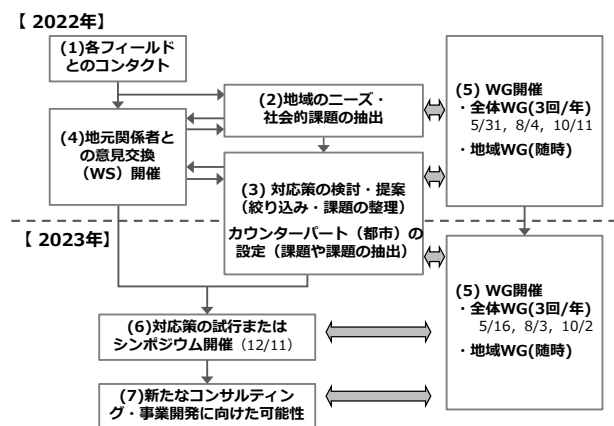 【 2022年】
(1)各フィールド
とのコンタクト
(2)地域のニーズ・
社会的課題の抽出
(4)地元関係者と
の意見交換
(WS）開催
(3) 対応策の検討・提案
（絞り込み・課題の整理）
カウンターパート（都市）の
設定（課題や課題の抽出）
(5) WG開催
・全体WG(3回/年)
5/31，8/4，10/11
・地域WG(随時)
【 2023年】
(5) WG開催
・全体WG(3回/年)
5/16，8/3，10/2
・地域WG(随時)
(6)対応策の試行または
シンポジウム開催（12/11）
(7)新たなコンサルティン
グ・事業開発に向けた可能性